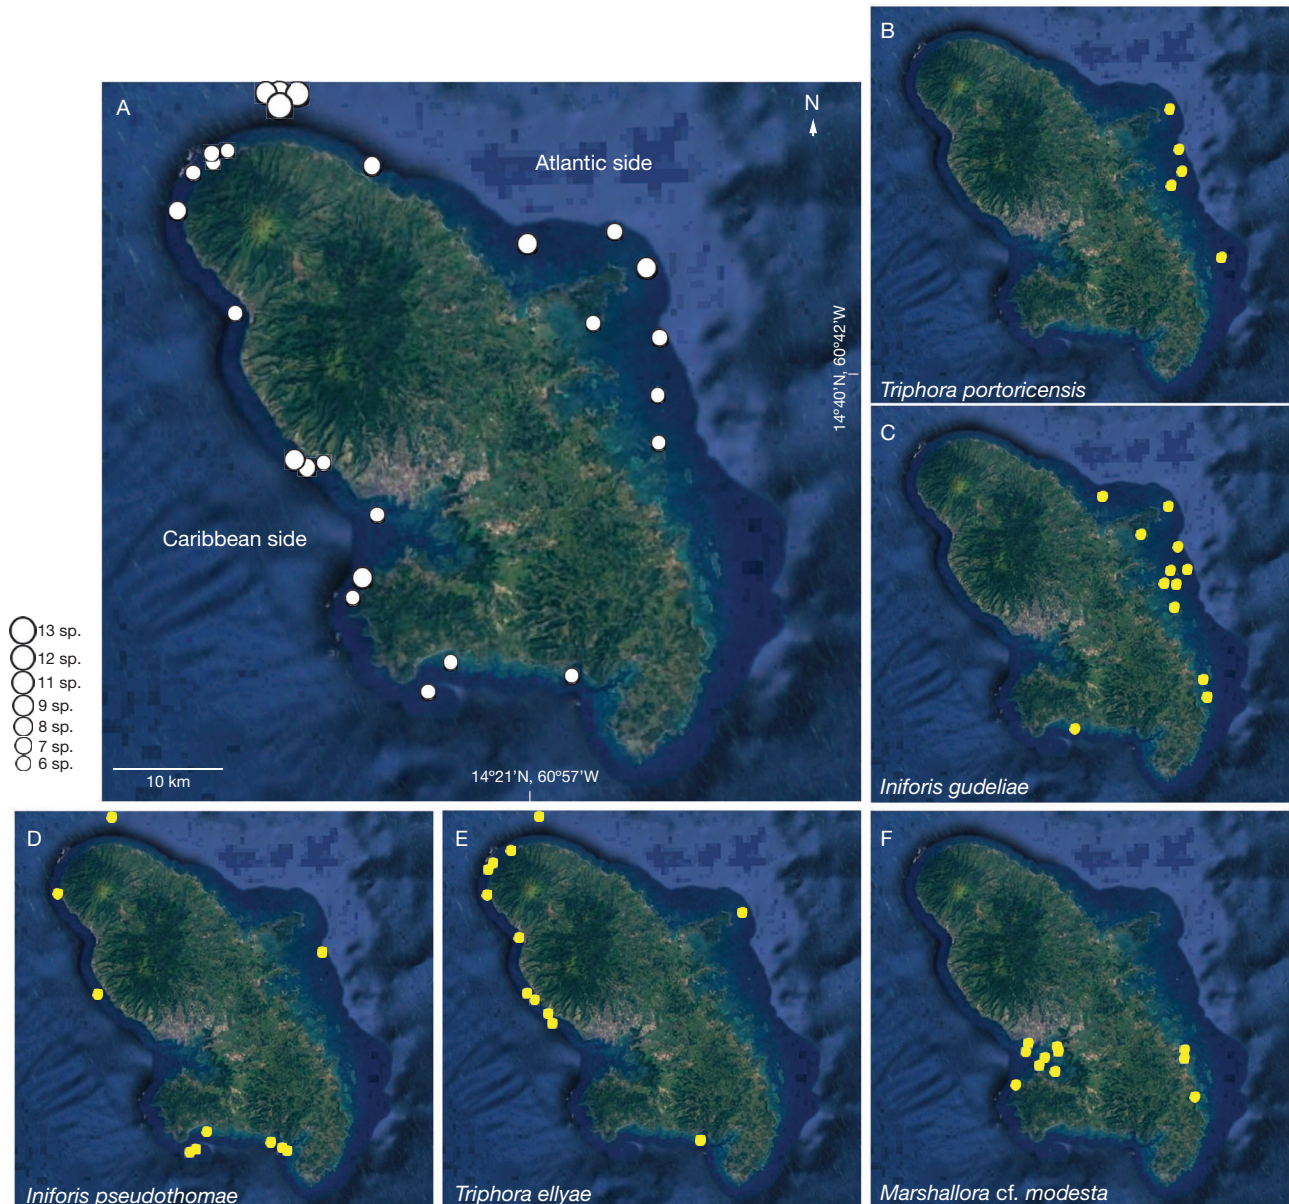 A
N
Atlantic side
14°40'N, 60°42'W
Caribbean side
13 sp.
12 sp.
11 sp.
9 sp.
8 sp.
7 sp.
6 sp.
10 km
14°21'N, 60°57'W
B
Triphora portoricensis
C
Iniforis gudeliae
D
Iniforis pseudothomae
E
Triphora ellyae
F
Marshallora cf. modesta